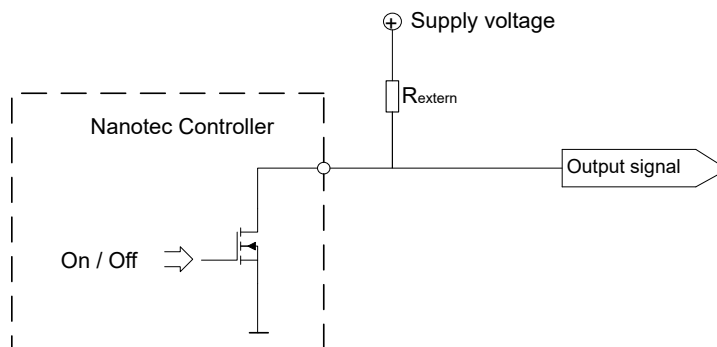 Supply voltage
Rextern
Nanotec Controller
Output signal
On / Off